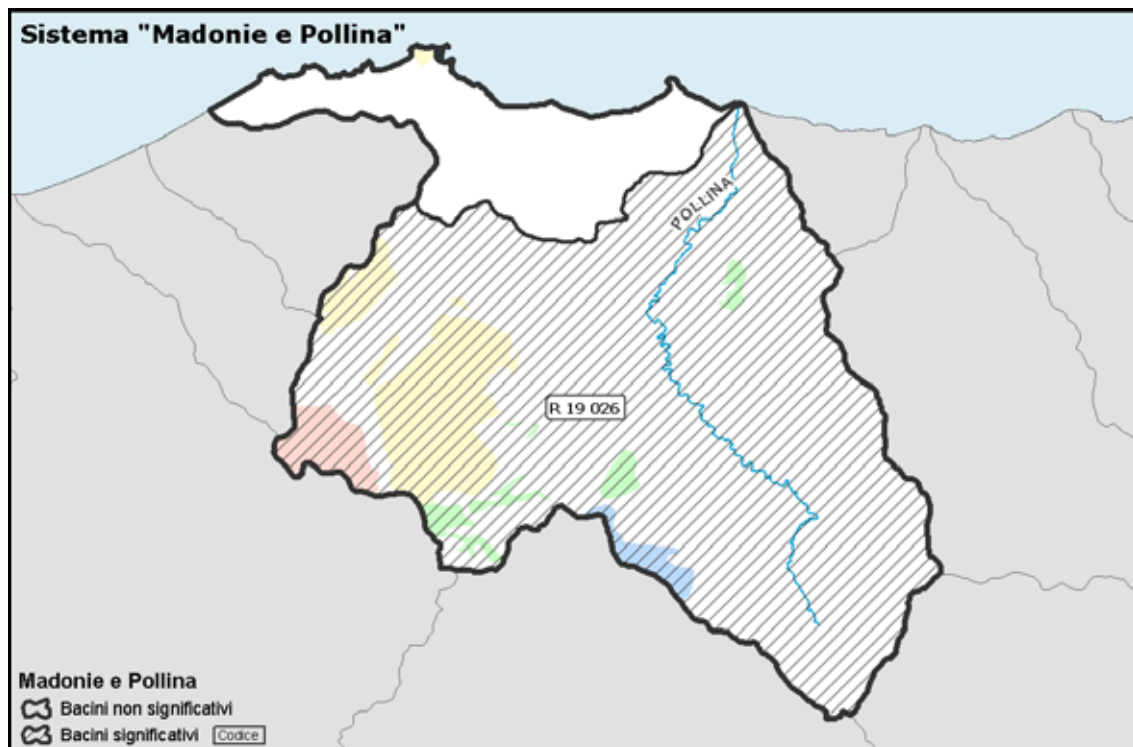 Sistema "Madonie e Pollina"
POLLINA
R 19 026
Madonie e Pollina
Bacini non significativi
Bacini significativi Codice